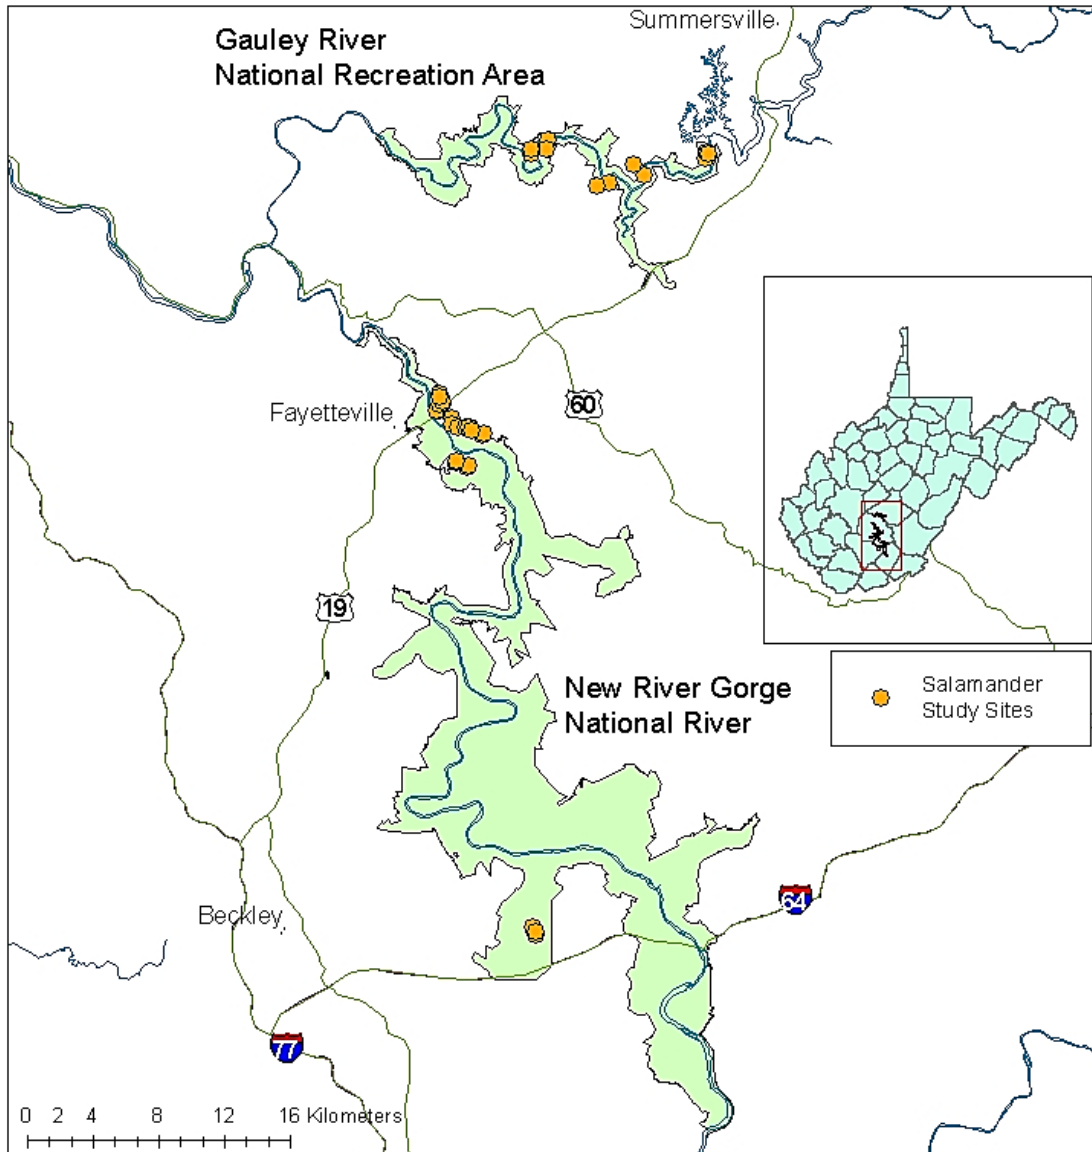 Summersville
Gauley River
National Recreation Area
Fayetteville
60
19
Salamander
Study Sites
New River Gorge
National River
64
Beckley
77
0 2 4 8 12 16 Kilometers